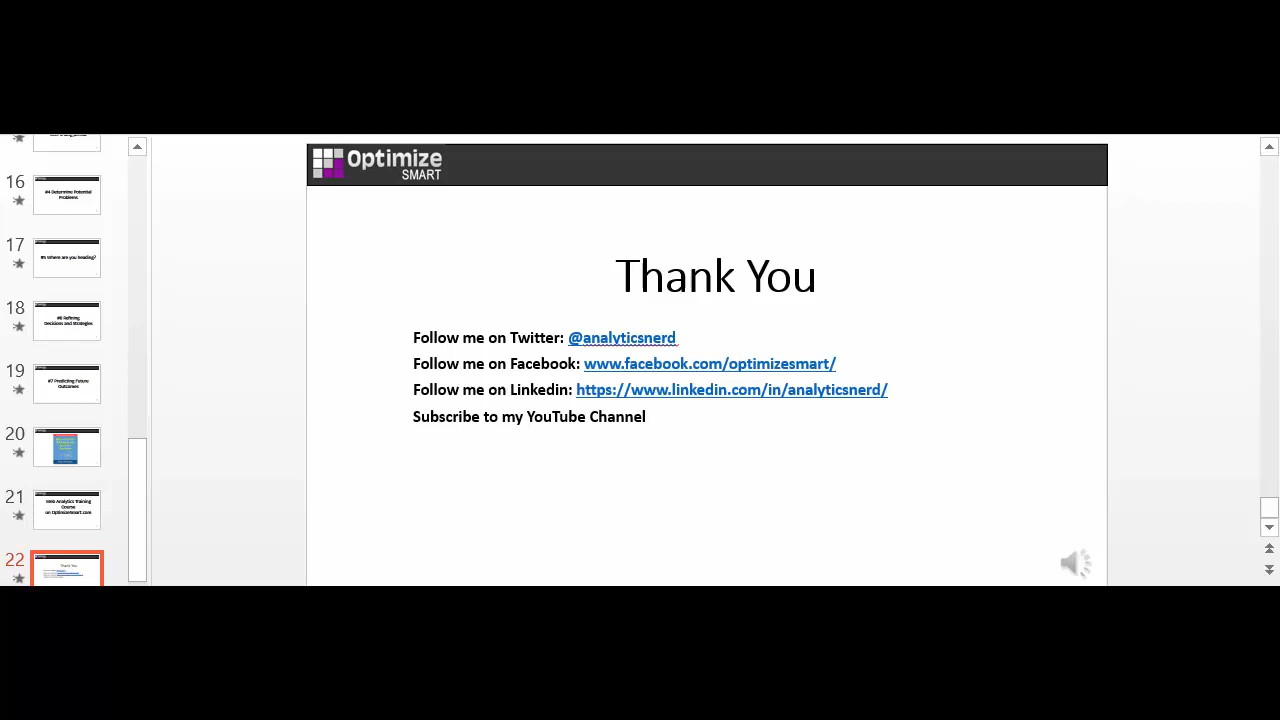 16
#4 Determine Potential
Problems
17
#5 Where are you heading?
18
#6 Refining
Decisions and Strategies
19
#7 Predicting Future
Outcomes
20
21
Web Analytics Training
Course
on OptimizeSmart.com
22
Thank You
Optimize
SMART
Thank You
Follow me on Twitter: @analyticsnerd
Follow me on Facebook: www.facebook.com/optimizesmart/
Follow me on Linkedin: https://www.linkedin.com/in/analyticsnerd/
Subscribe to my YouTube Channel